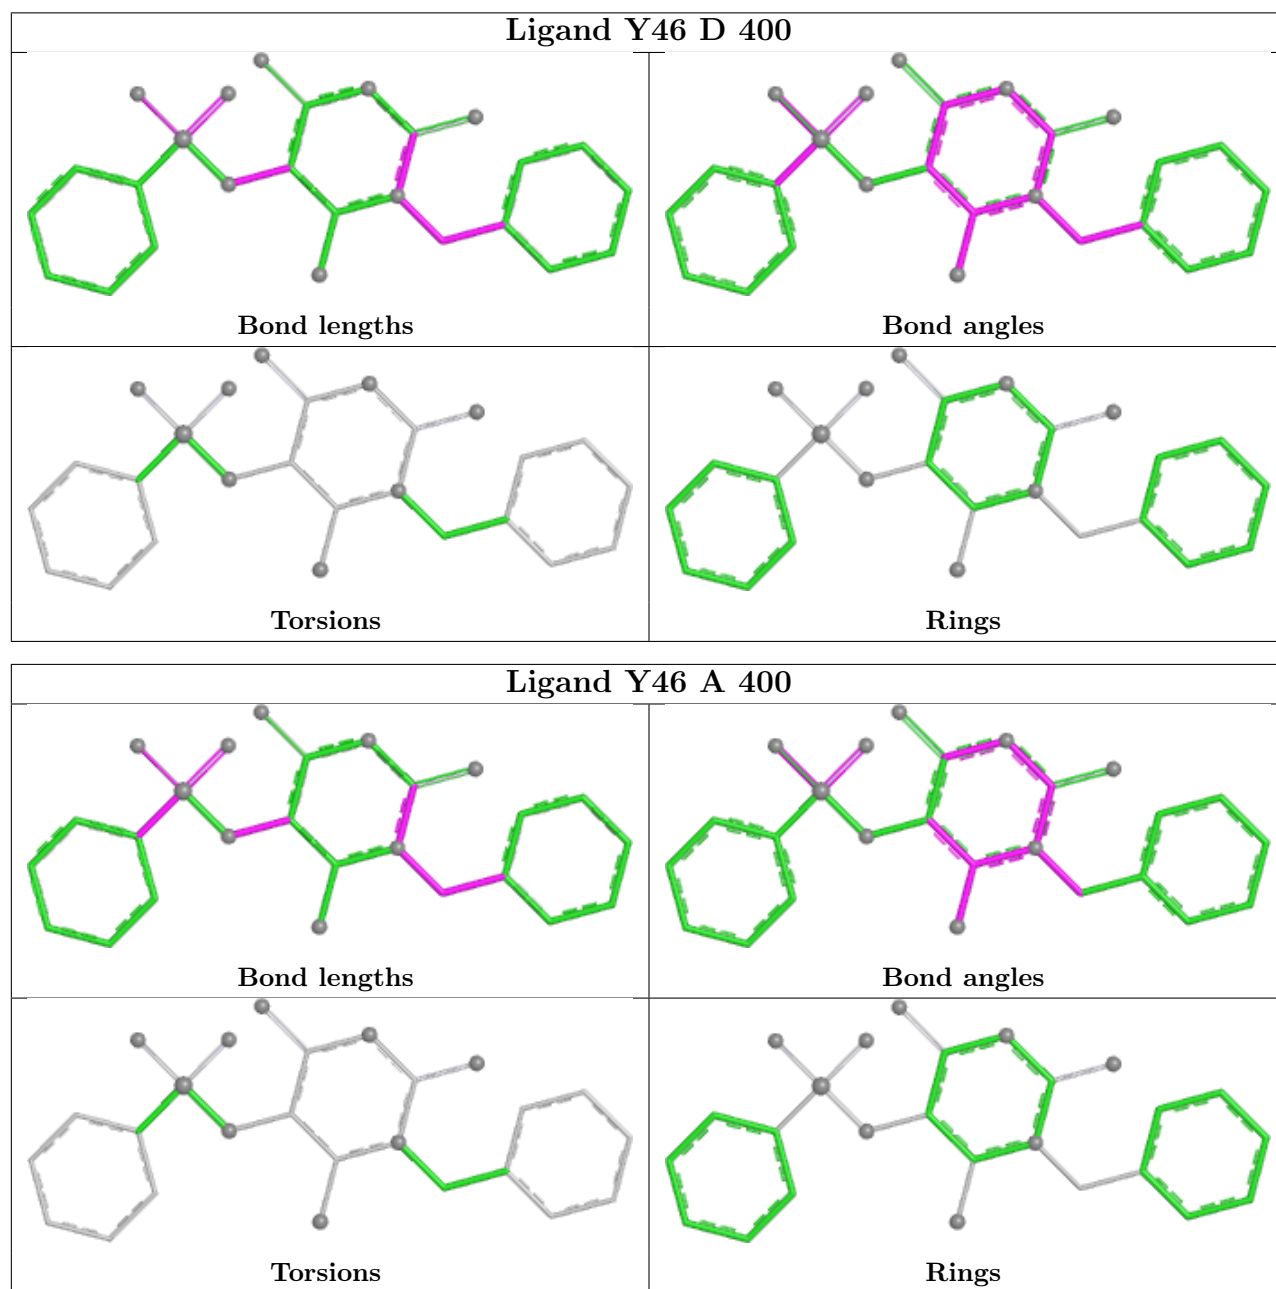 Ligand Y46 D 400
Bond lengths
Bond angles
Torsions
Rings
Ligand Y46 A 400
Bond lengths
Bond angles
Torsions
Rings